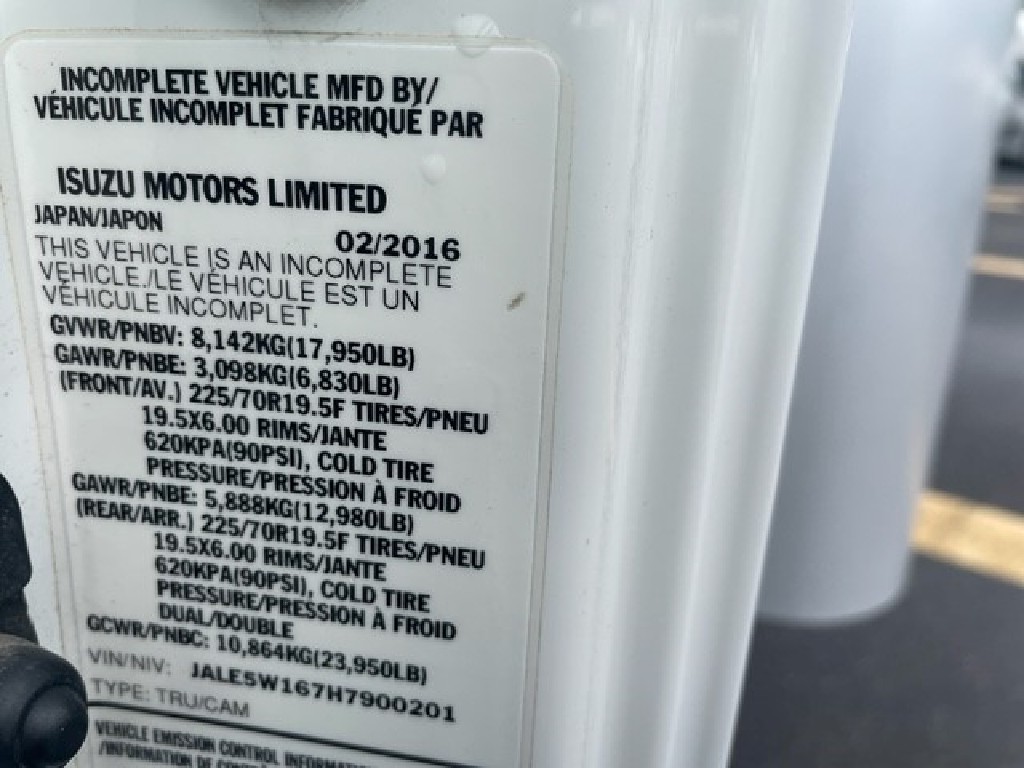 INCOMPLETE VEHICLE MFD BY/
VÉHICULE INCOMPLET FABRIQUÉ PAR
ISUZU MOTORS LIMITED
JAPAN/JAPON
02/2016
THIS VEHICLE IS AN INCOMPLETE
VEHICLE./LE VÉHICULE EST UN
VÉHICULE INCOMPLET.
GVWR/PNBV: 8,142KG(17,950LB)
GAWR/PNBE: 3,098KG(6,830LB)
(FRONT/AV.) 225/70R19.5F TIRES/PNEU
19.5X6.00 RIMS/JANTE
620KPA(90PSI), COLD TIRE
PRESSURE/PRESSION À FROID
GAWR/PNBE: 5,888KG(12,980LB)
(REAR/ARR.) 225/70R19.5F TIRES/PNEU
19.5X6.00 RIMS/JANTE
620KPA(90PSI), COLD TIRE
PRESSURE/PRESSION À FROID
DUAL/DOUBLE
GCWR/PNBC: 10,864KG(23,950LB)
VIN/NIV: JALE5W167H7900201
TYPE: TRU/CAM
VEHICLE EMISSION CONTROL INFORMAT
/INFORMATION DE